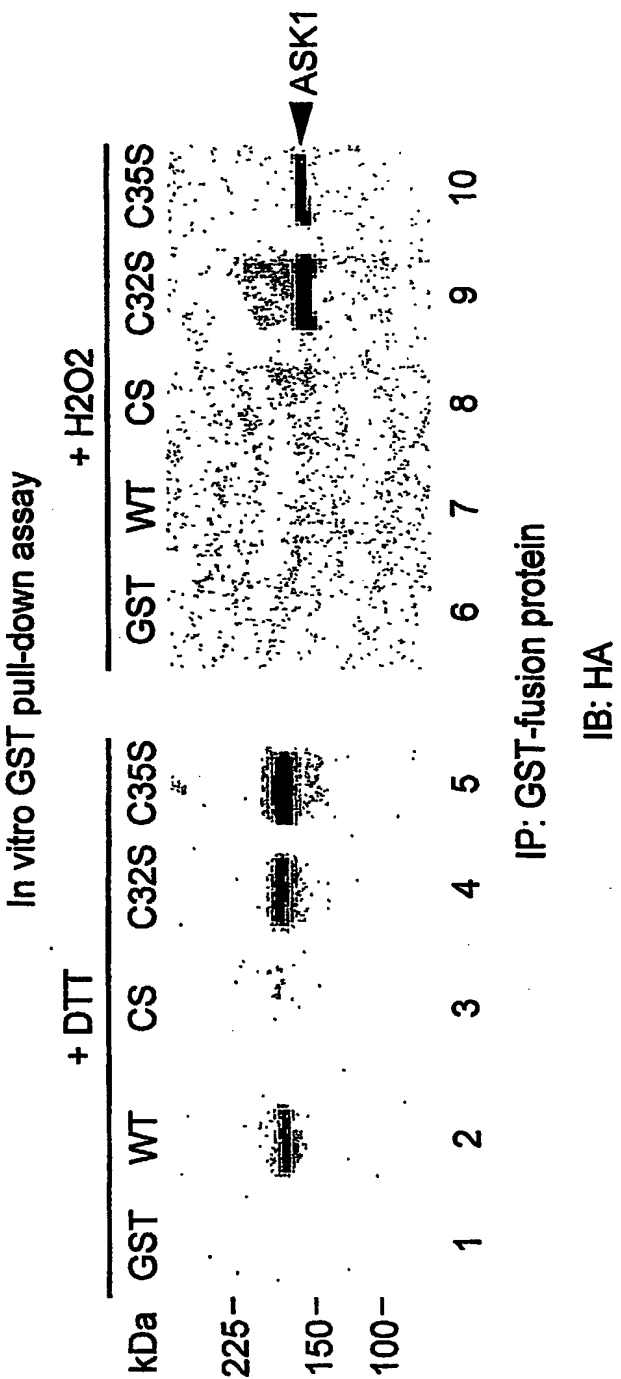 In vitro GST pull-down assay
+ DTT + H2O2
kDa GST WT CS C32S C35S GST WT CS C32S C35S
225–
150–
100–
ASK1
1 2 3 4 5 6 7 8 9 10
IP: GST-fusion protein
IB: HA